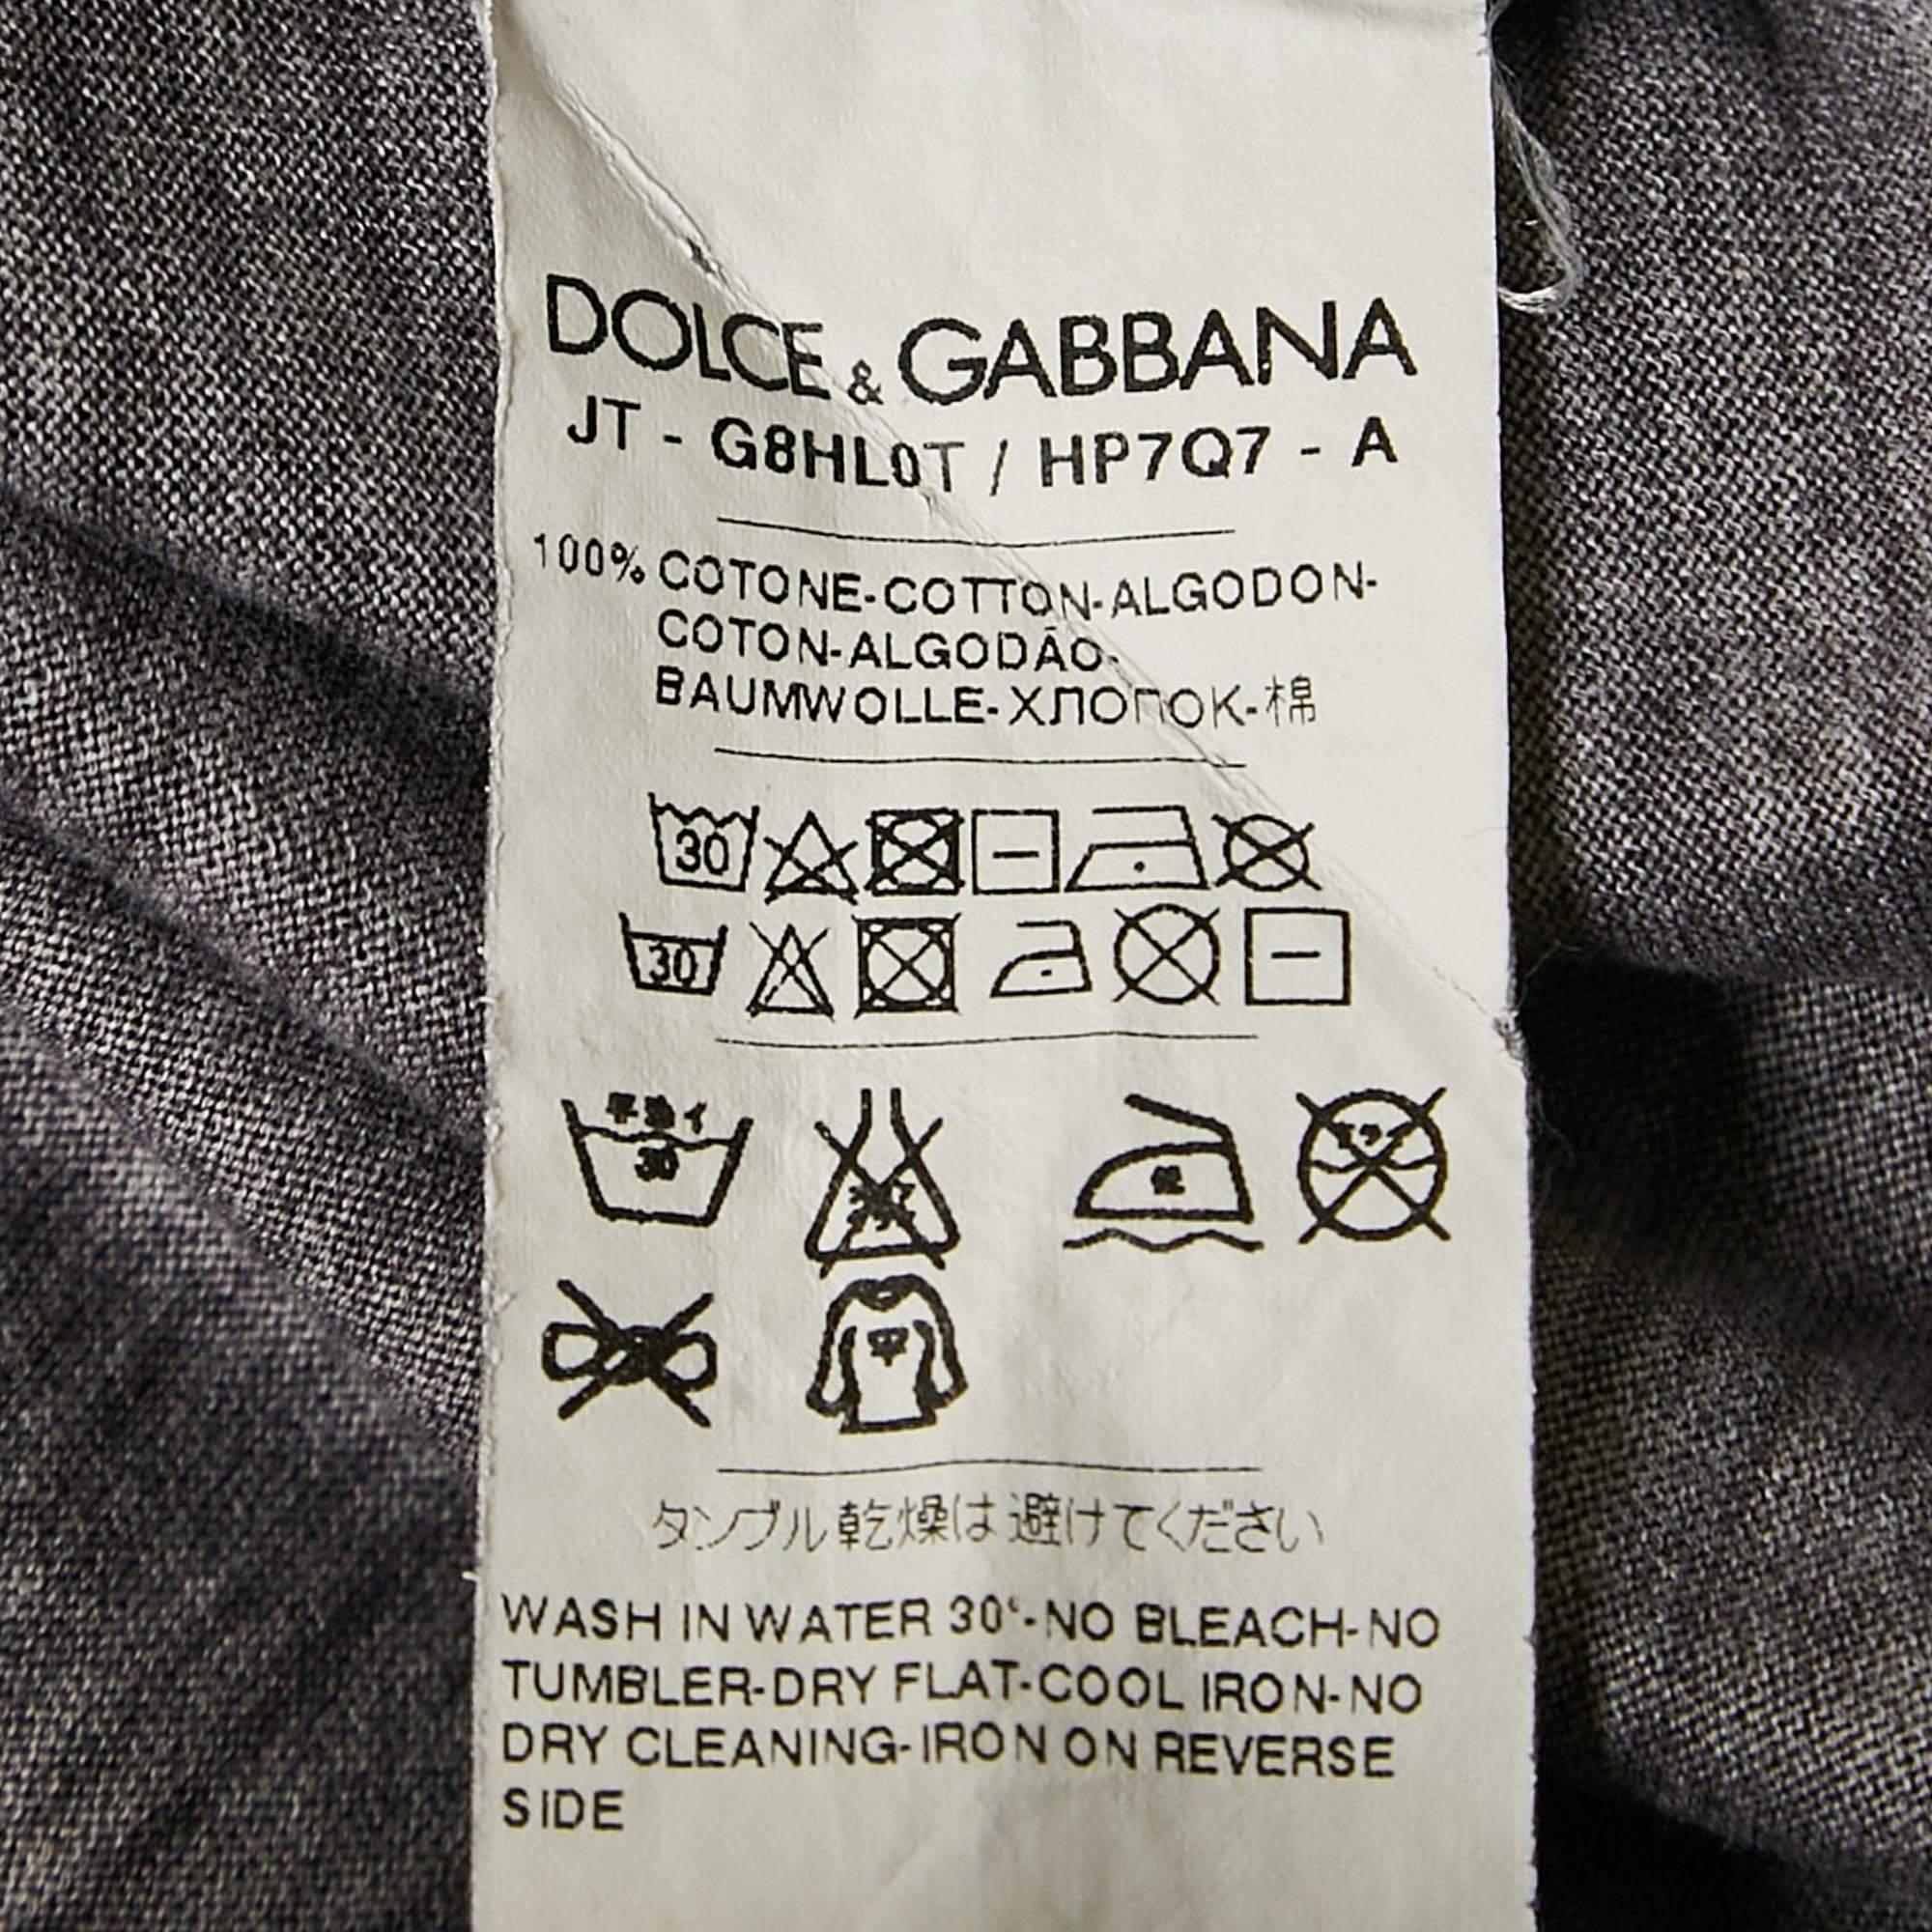 DOLCE & GABBANA
JT - G8HL0T / HP7Q7 - A
100% COTONE-COTTON-ALGODON-
COTON-ALGODÃO-
BAUMWOLLE-ХЛОПОК-棉
30
30
30
タンブル乾燥は避けてください
WASH IN WATER 30°-NO BLEACH-NO
TUMBLER-DRY FLAT-COOL IRON-NO
DRY CLEANING-IRON ON REVERSE
SIDE